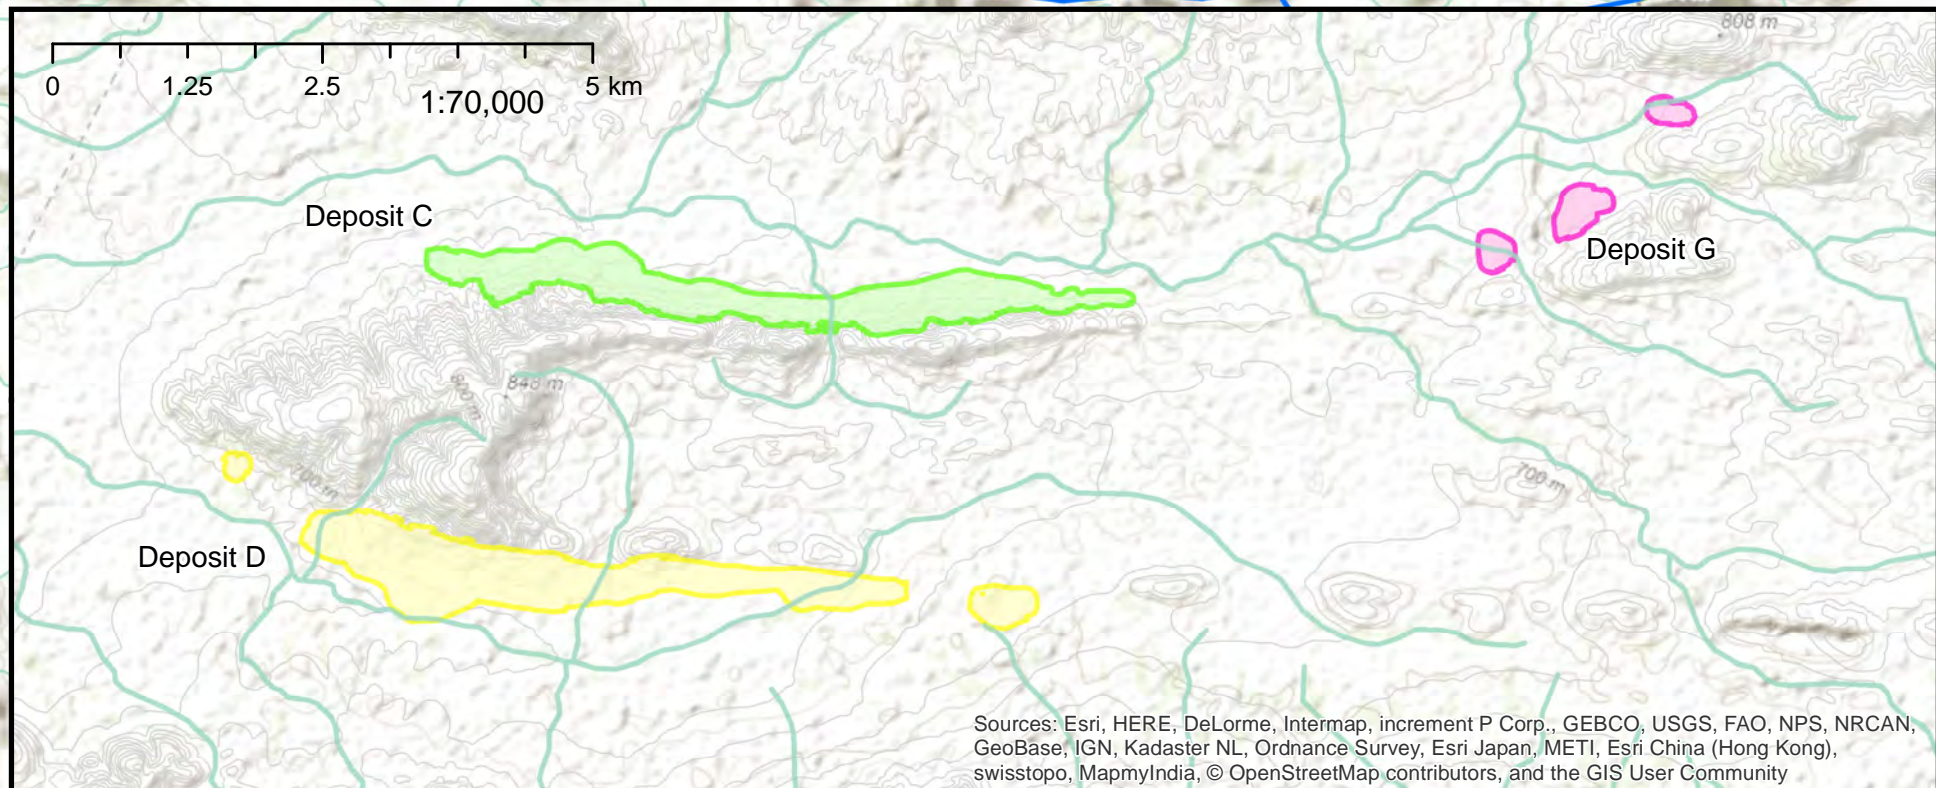 808 m
0 1.25 2.5 5 km
1:70,000
Deposit C
Deposit G
848 m
800 m
700 m
700 m
Deposit D
Sources: Esri, HERE, DeLorme, Intermap, increment P Corp., GEBCO, USGS, FAO, NPS, NRCAN,
GeoBase, IGN, Kadaster NL, Ordnance Survey, Esri Japan, METI, Esri China (Hong Kong),
swisstopo, MapmyIndia, © OpenStreetMap contributors, and the GIS User Community